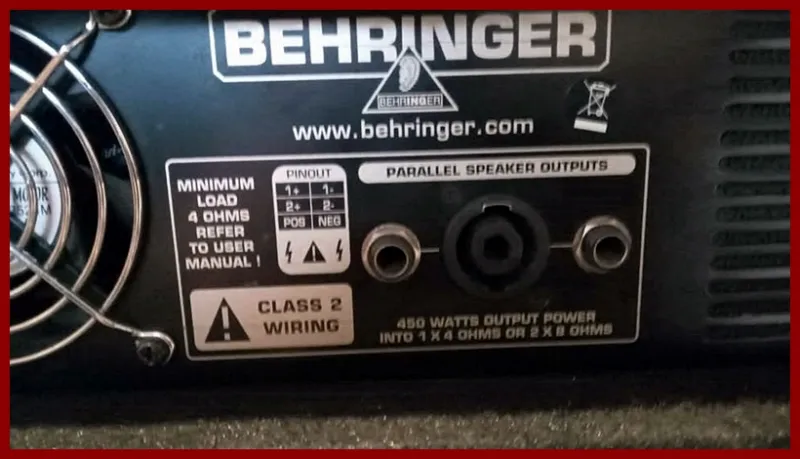 BEHRINGER
BEHRINGER
www.behringer.com
MINIMUM
LOAD
4 OHMS
REFER
TO USER
MANUAL !
PINOUT
1+ 1-
2+ 2-
POS NEG
PARALLEL SPEAKER OUTPUTS
CLASS 2
WIRING
450 WATTS OUTPUT POWER
INTO 1 X 4 OHMS OR 2 X 8 OHMS
MOTOR